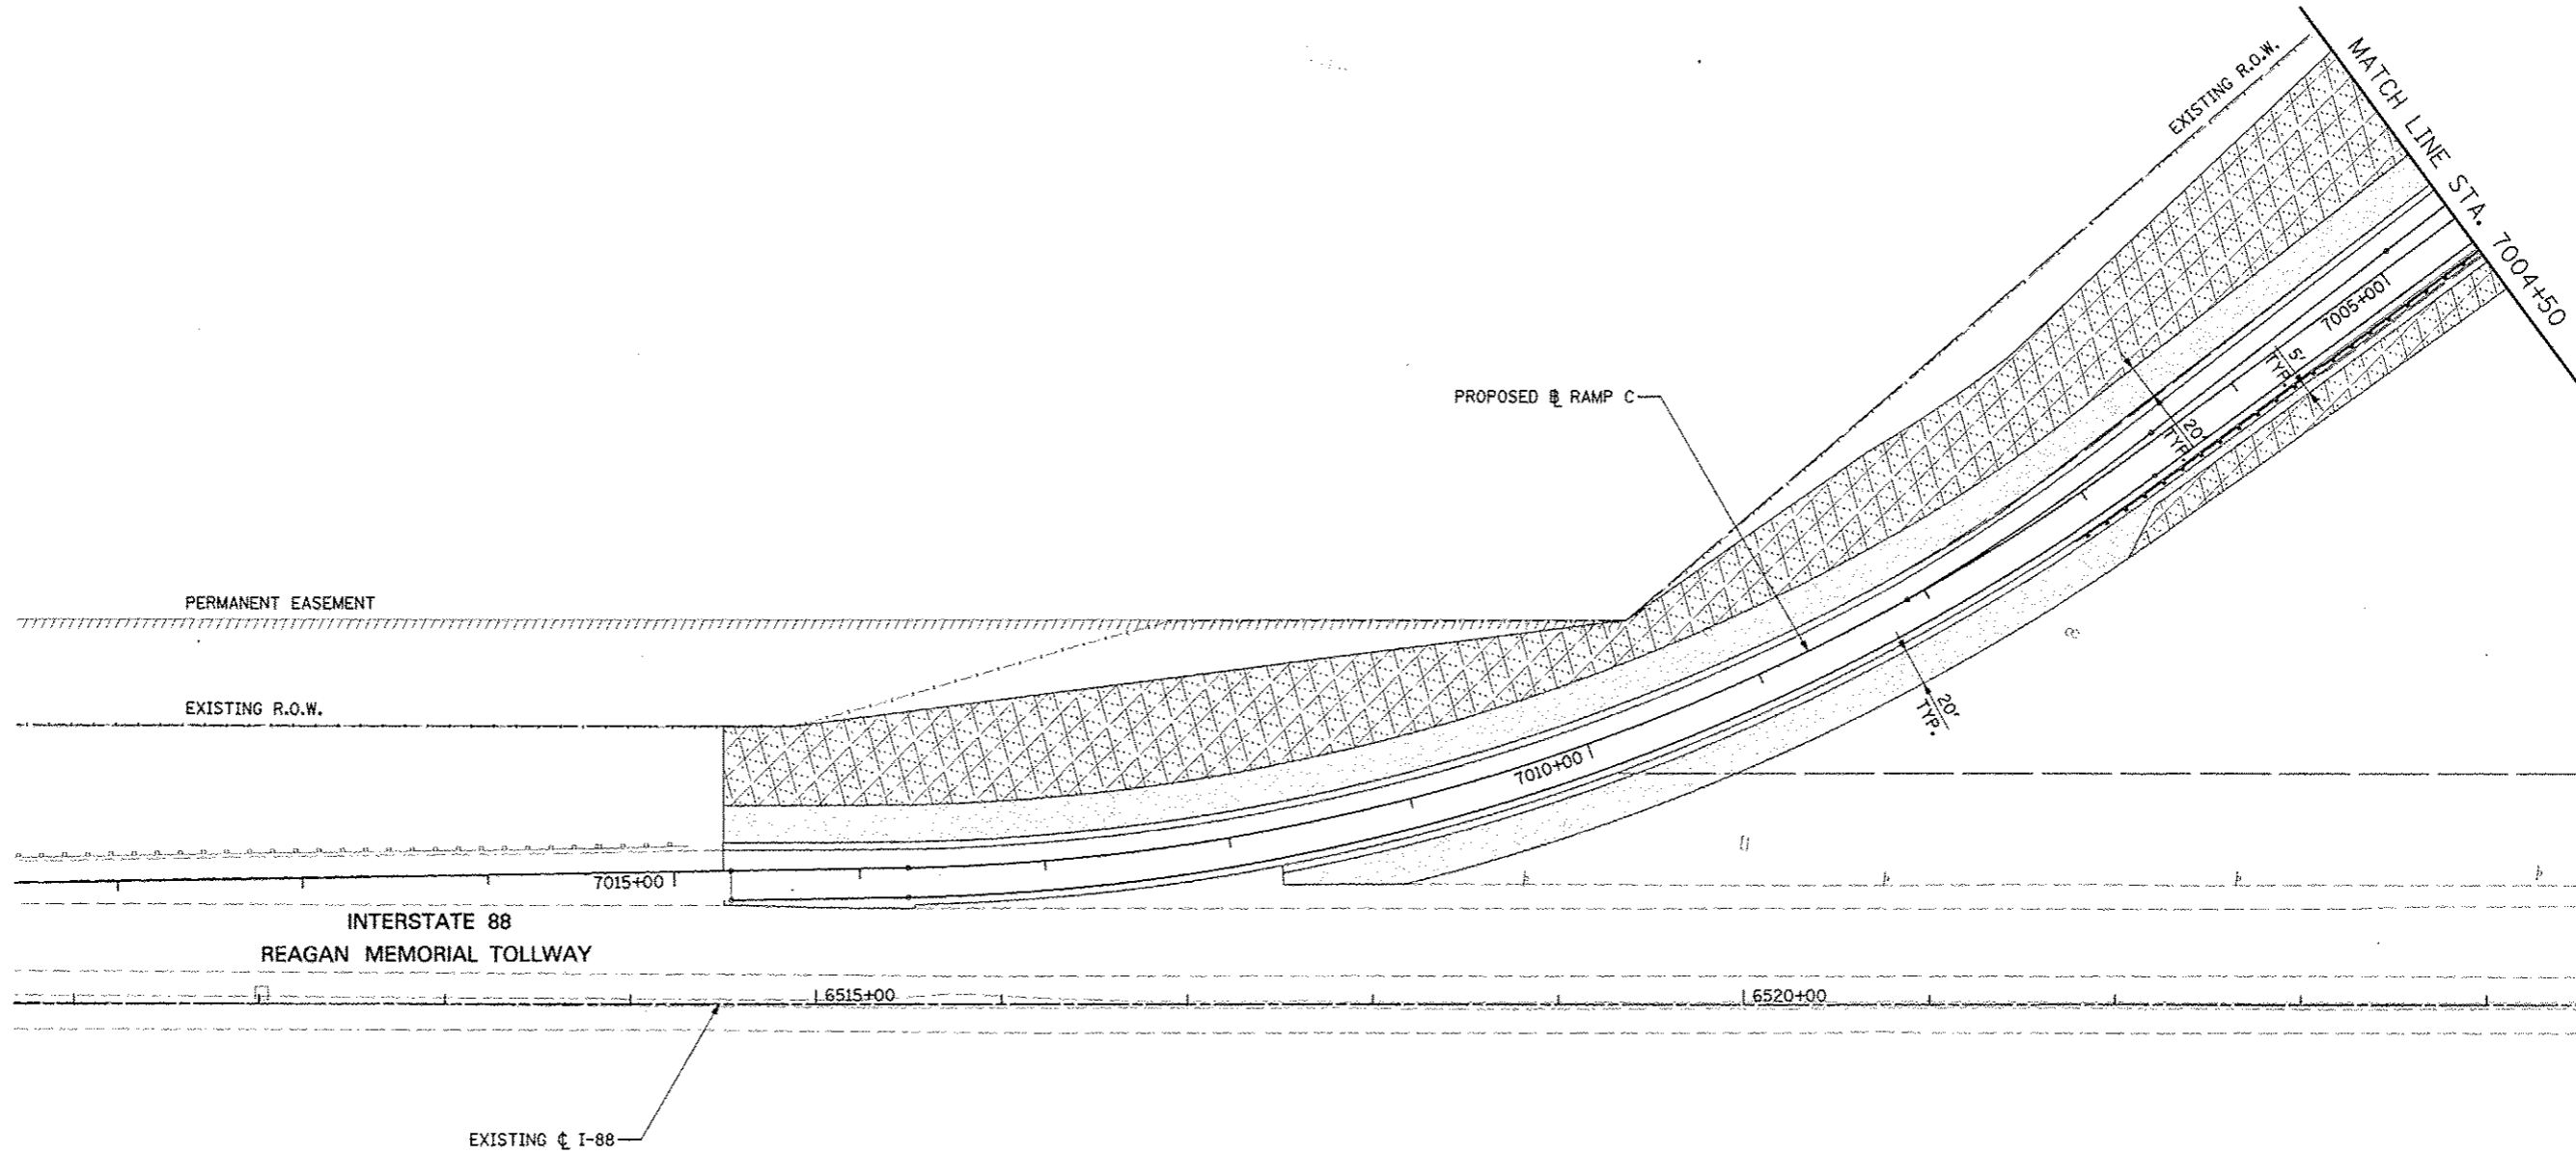 EXISTING R.O.W.
MATCH LINE STA. 7004+50
7005+00
5'
TYP.
PROPOSED ⅊ RAMP C
20'
TYP.
PERMANENT EASEMENT
20'
TYP.
EXISTING R.O.W.
7010+00
7015+00
INTERSTATE 88
REAGAN MEMORIAL TOLLWAY
6515+00
6520+00
EXISTING ℄ I-88